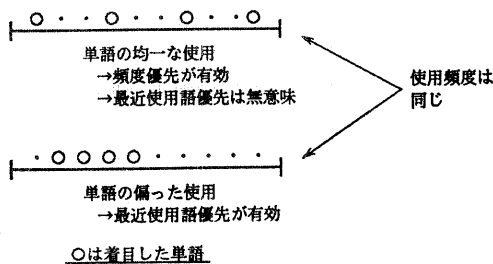 単語の均一な使用
→頻度優先が有効
→最近使用語優先は無意味
使用頻度は
同じ
単語の偏った使用
→最近使用語優先が有効
○は着目した単語